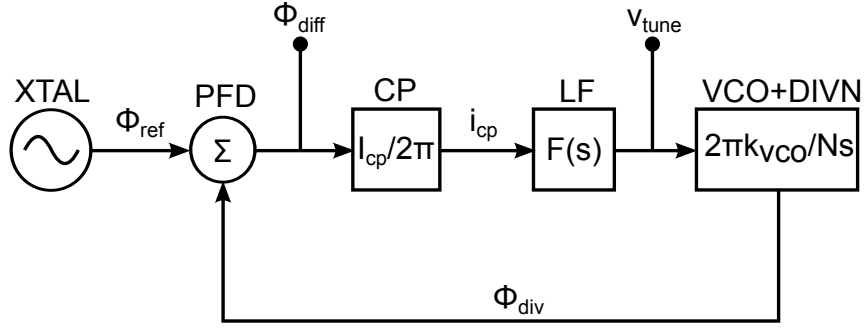 Φdiff
vtune
XTAL
PFD
CP
LF
VCO+DIVN
Φref
Σ
Icp/2π
icp
F(s)
2πkVCO/Ns
Φdiv